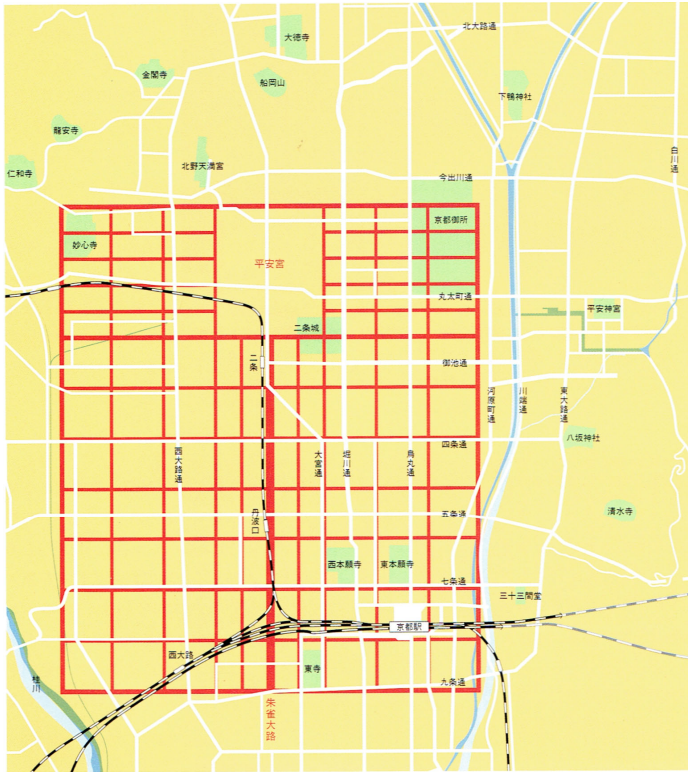 大徳寺
北大路通
金閣寺
船岡山
下鴨神社
龍安寺
白川通
仁和寺
北野天満宮
今出川通
京都御所
妙心寺
平安宮
丸太町通
平安神宮
二条城
二条
御池通
河原町通
川端通
東大路通
八坂神社
四条通
西大路通
大宮通
堀川通
烏丸通
丹波口
五条通
清水寺
西本願寺
東本願寺
七条通
三十三間堂
京都駅
西大路
東寺
九条通
桂川
朱雀大路